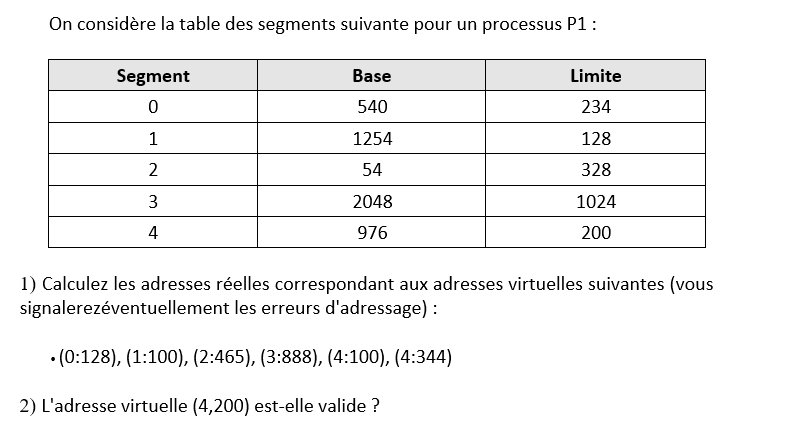 On considère la table des segments suivante pour un processus P1 :
Segment Base Limite
0 540 234
1 1254 128
2 54 328
3 2048 1024
4 976 200
1) Calculez les adresses réelles correspondant aux adresses virtuelles suivantes (vous
signalerezéventuellement les erreurs d'adressage) :
• (0:128), (1:100), (2:465), (3:888), (4:100), (4:344)
2) L'adresse virtuelle (4,200) est-elle valide ?